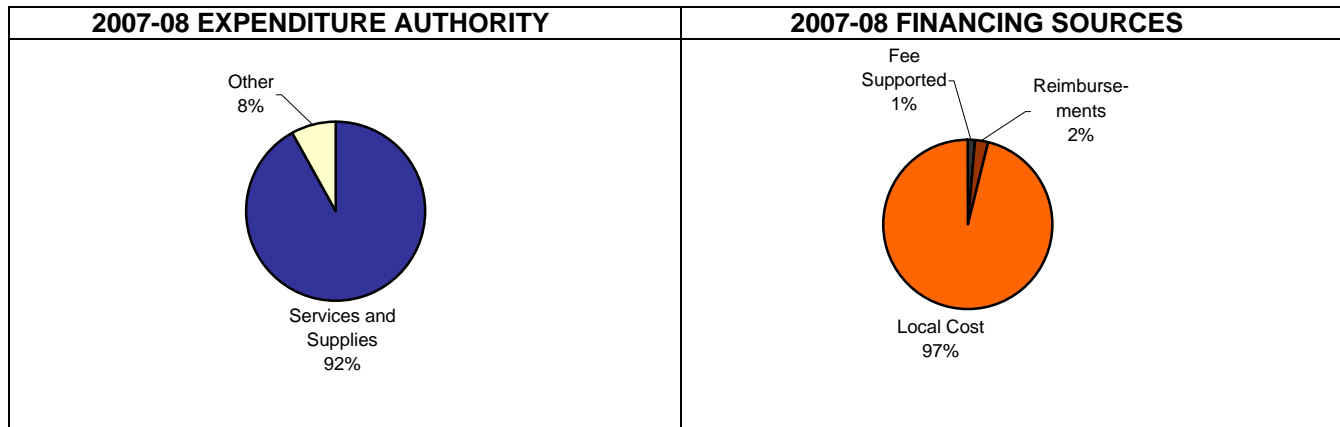 2007-08 EXPENDITURE AUTHORITY
Other
8%
Services and
Supplies
92%
2007-08 FINANCING SOURCES
Fee
Supported
1%
Reimburse-
ments
2%
Local Cost
97%